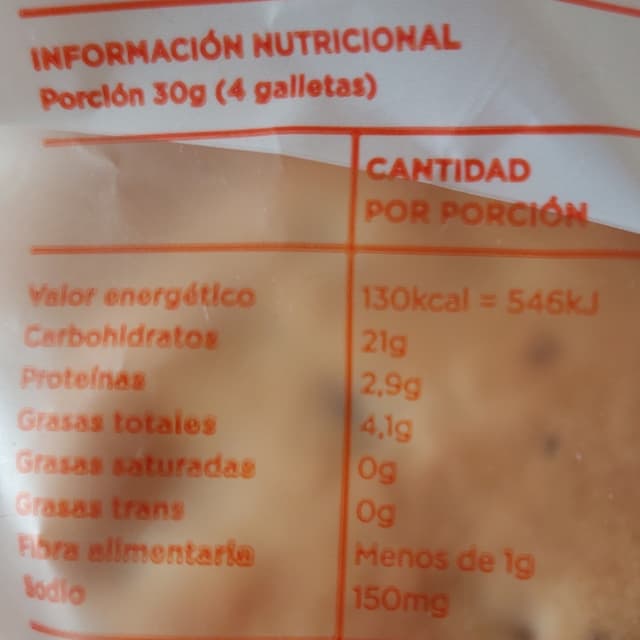 INFORMACIÓN NUTRICIONAL
Porción 30g (4 galletas)
CANTIDAD
POR PORCIÓN
Valor energético 130kcal = 546kJ
Carbohidratos 21g
Proteínas 2,9g
Grasas totales 4,1g
Grasas saturadas 0g
Grasas trans 0g
Fibra alimentaria Menos de 1g
Sodio 150mg